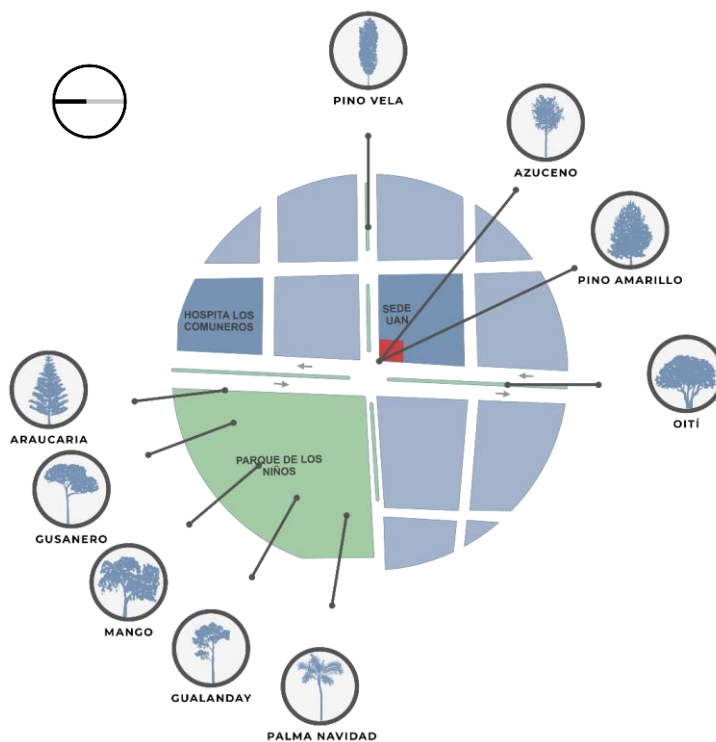 PINO VELA
AZUCENO
PINO AMARILLO
HOSPITA LOS
COMUNEROS
SEDE
UAN
OITÍ
ARAUCARIA
PARQUE DE LOS
NIÑOS
GUSANERO
MANGO
GUALANDAY
PALMA NAVIDAD